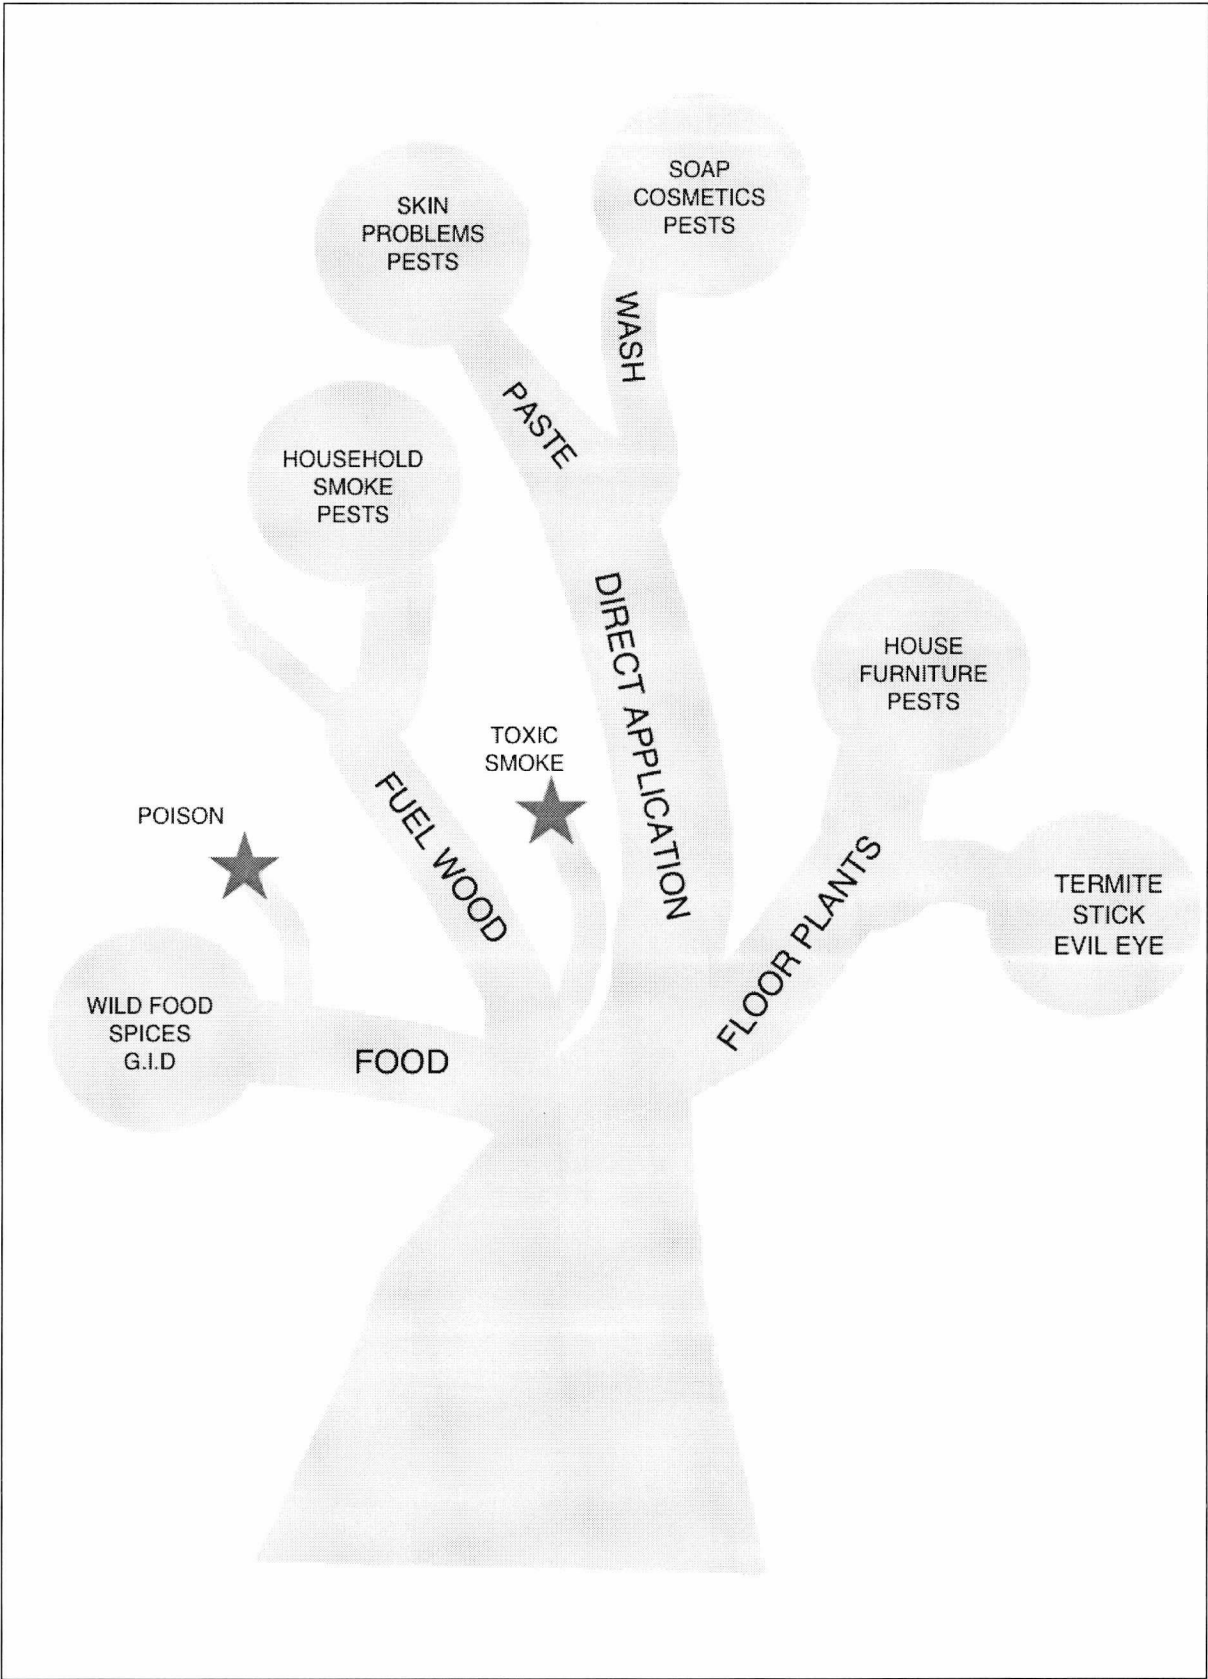 SOAP
COSMETICS
PESTS
SKIN
PROBLEMS
PESTS
WASH
PASTE
HOUSEHOLD
SMOKE
PESTS
DIRECT APPLICATION
HOUSE
FURNITURE
PESTS
TOXIC
SMOKE
FUEL WOOD
POISON
FLOOR PLANTS
TERMITE
STICK
EVIL EYE
WILD FOOD
SPICES
G.I.D
FOOD